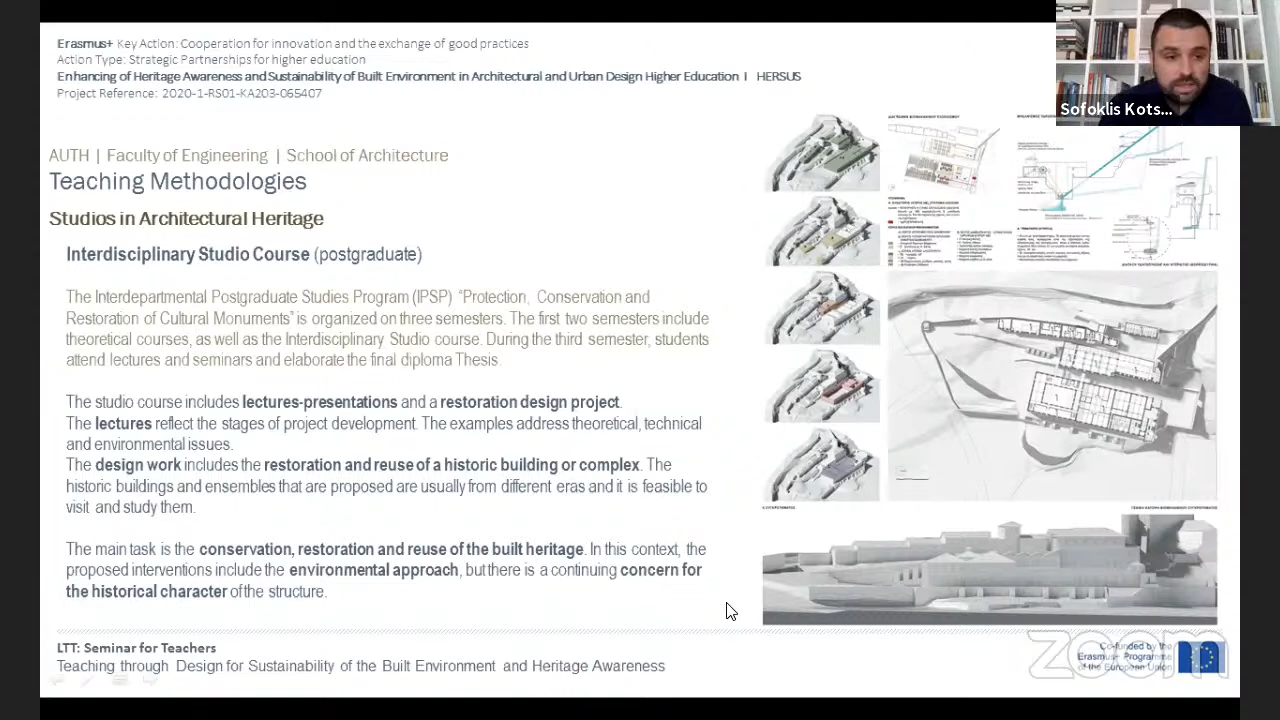 Erasmus+ Key Action: Cooperation for innovation and the exchange of good practices
Action Type: Strategic Partnerships for higher education
Enhancing of Heritage Awareness and Sustainability of Built Environment in Architectural and Urban Design Higher Education I HERSUS
Project Reference: 2020-1-RS01-KA203-065407
Sofoklis Kots...
AUTH | Faculty of Engineering | School of Architecture
Teaching Methodologies
Studies in Architectural Heritage
Interdisciplinary Studio course (postgraduate)
The Interdepartmental Postgraduate Studies Program (IPSP) "Protection, Conservation and
Restoration of Cultural Monuments" is organized on three semesters. The first two semesters include
theoretical courses, as well as the Interdisciplinary Studio course. During the third semester, students
attend lectures and seminars and elaborate the final diploma Thesis.
The studio course includes lectures-presentations and a restoration design project.
The lectures reflect the stages of project development. The examples address theoretical, technical
and environmental issues.
The design work includes the restoration and reuse of a historic building or complex. The
historic buildings and ensembles that are proposed are usually from different eras and it is feasible to
visit and study them.
The main task is the conservation, restoration and reuse of the built heritage. In this context, the
proposed interventions include the environmental approach, but there is a continuing concern for
the historical character of the structure.
LTT: Seminar for Teachers
Teaching through Design for Sustainability of the Built Environment and Heritage Awareness
Co-funded by the
Erasmus+ Programme
of the European Union
zoom